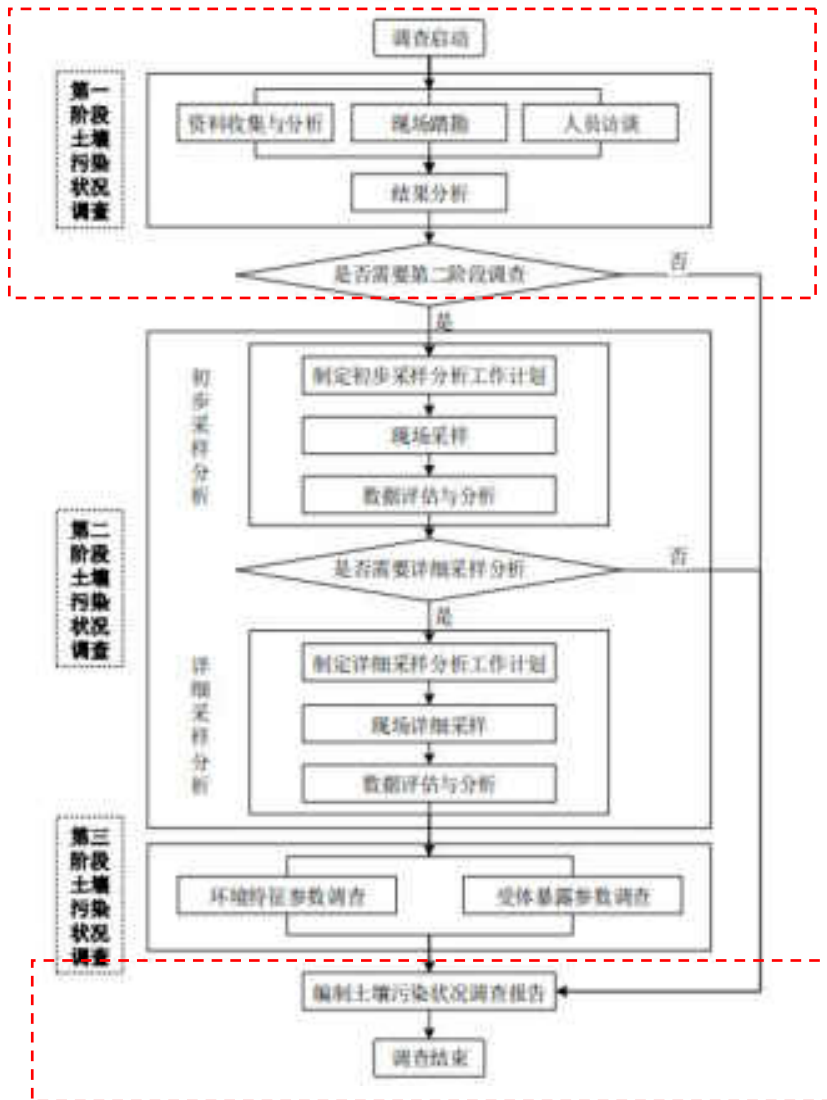 调查启动
第一
阶段
土壤
污染
状况
调查
资料收集与分析
现场踏勘
人员访谈
结果分析
是否需要第二阶段调查
否
是
初
步
采
样
分
析
制定初步采样分析工作计划
现场采样
数据评估与分析
第二
阶段
土壤
污染
状况
调查
是否需要详细采样分析
否
是
详
细
采
样
分
析
制定详细采样分析工作计划
现场详细采样
数据评估与分析
第三
阶段
土壤
污染
状况
调查
环境特征参数调查
受体暴露参数调查
编制土壤污染状况调查报告
调查结束